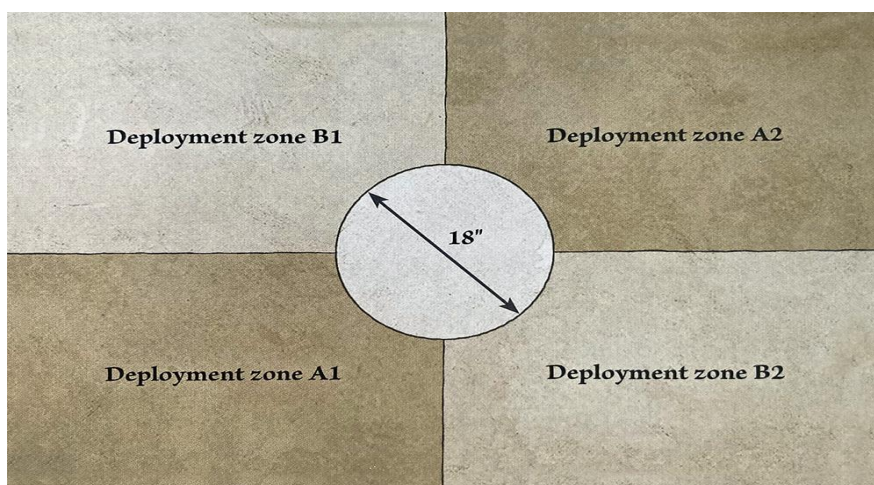 Deployment zone B1
Deployment zone A2
18"
Deployment zone A1
Deployment zone B2